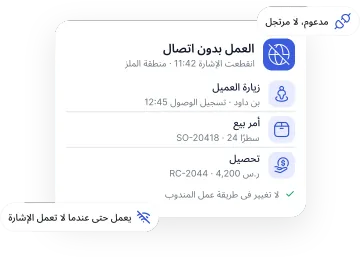 مدعوم، لا مرتجل
العمل بدون اتصال
انقطعت الإشارة 11:42 · منطقة الملز
زيارة العميل
بن داود · تسجيل الوصول 12:45
أمر بيع
SO-20418 · 24 سطرًا
تحصيل
RC-2044 · 4,200 ر.س
لا تغيير في طريقة عمل المندوب
يعمل حتى عندما لا تعمل الإشارة